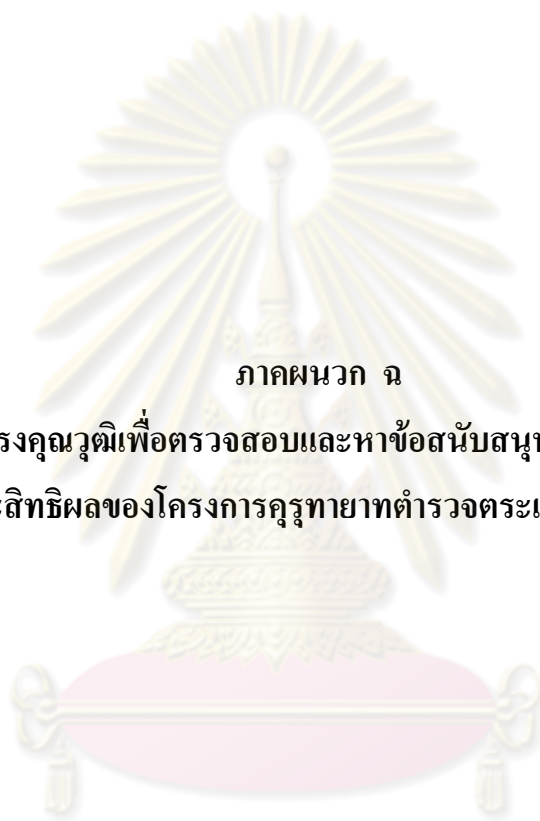 ภาคผนวก ฉ
รงคุณวุฒิเพื่อตรวจสอบและหาข้อสนับสนุน
สิทธิผลของโครงการคุรุทายาทตำรวจตระเ